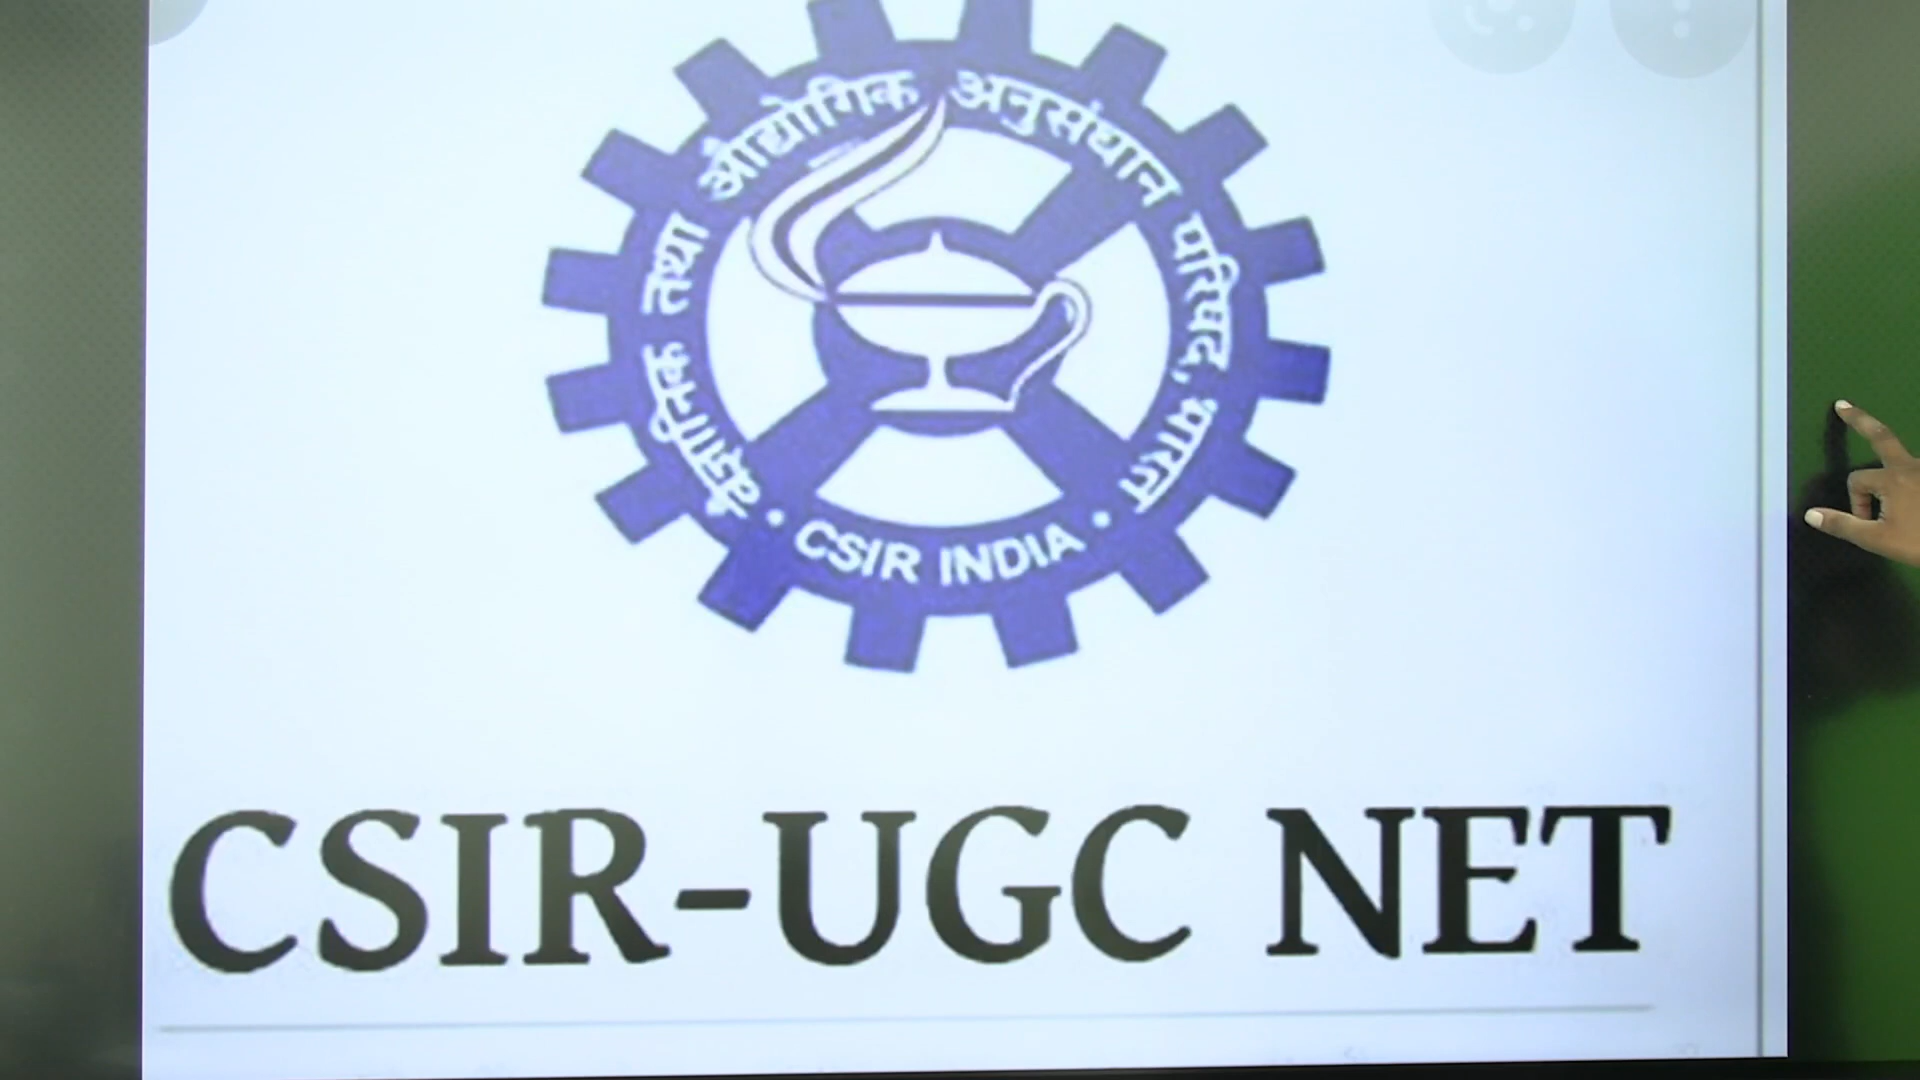 वैज्ञानिक तथा औद्योगिक अनुसंधान परिषद, भारत
• CSIR INDIA •
CSIR-UGC NET